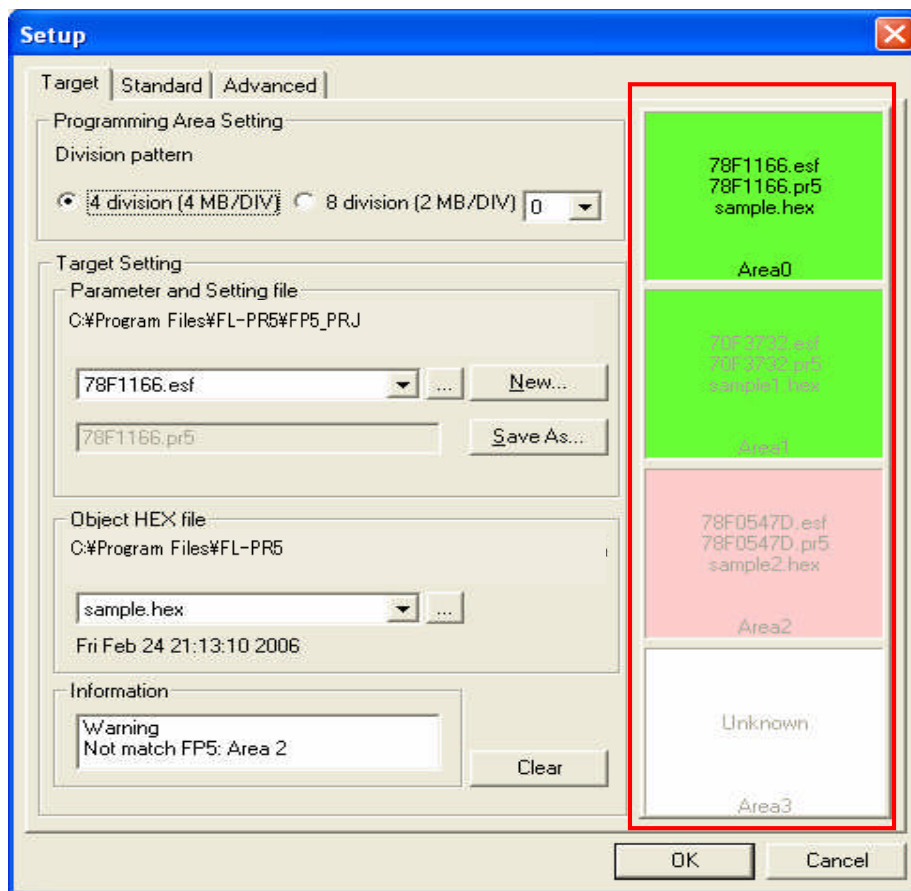 Setup
Target
Standard
Advanced
Programming Area Setting
Division pattern
4 division (4 MB/DIV)
8 division (2 MB/DIV)
0
Target Setting
Parameter and Setting file
C:¥Program Files¥FL-PR5¥FP5_PRJ
78F1166.esf
...
New...
78F1166.pr5
Save As...
Object HEX file
C:¥Program Files¥FL-PR5
sample.hex
...
Fri Feb 24 21:13:10 2006
Information
Warning
Not match FP5: Area 2
Clear
78F1166.esf
78F1166.pr5
sample.hex
Area0
70F3732.esf
70F3732.pr5
sample1.hex
Area1
78F0547D.esf
78F0547D.pr5
sample2.hex
Area2
Unknown
Area3
OK
Cancel